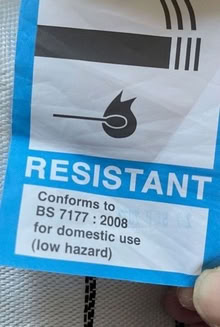 RESISTANT
Conforms to
BS 7177 : 2008
for domestic use
(low hazard)